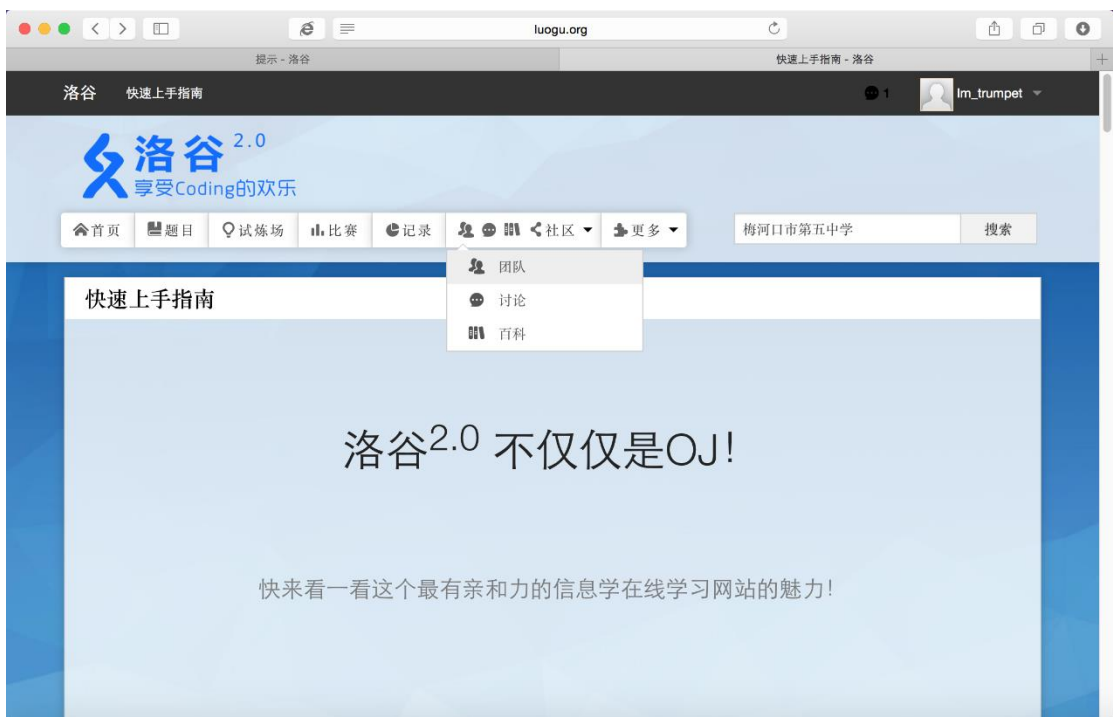 luogu.org
提示 - 洛谷
快速上手指南 - 洛谷
洛谷 快速上手指南 1 lm_trumpet
洛谷 2.0
享受Coding的欢乐
首页 题目 试炼场 比赛 记录 社区 更多 梅河口市第五中学 搜索
团队
讨论
百科
快速上手指南
洛谷2.0 不仅仅是OJ!
快来看一看这个最有亲和力的信息学在线学习网站的魅力!